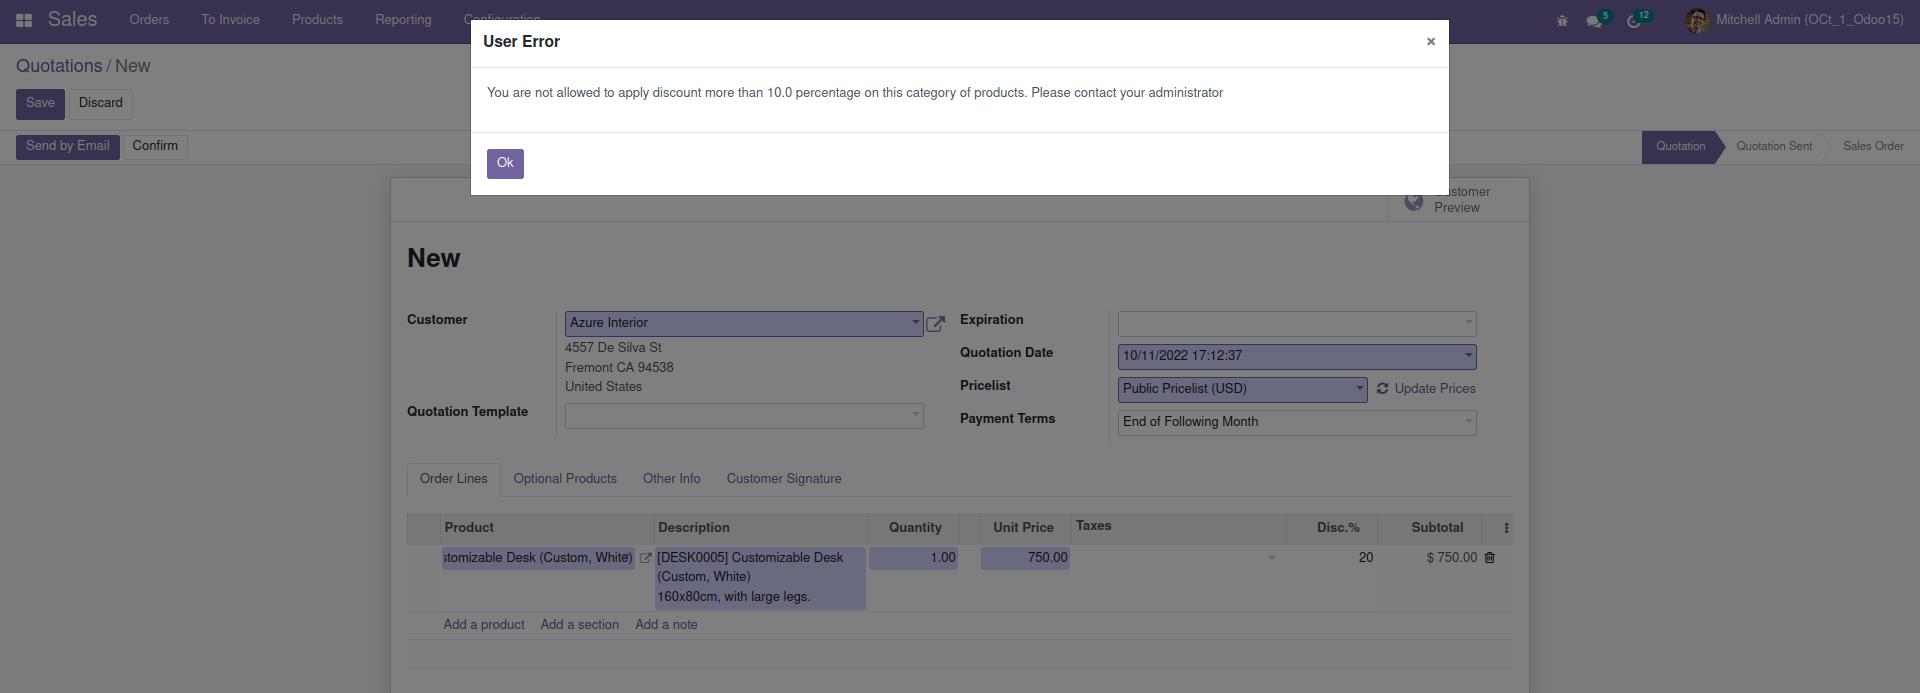 Sales
Orders
To Invoice
Products
Reporting
5
12
Mitchell Admin (OCt_1_Odoo15)
User Error
×
You are not allowed to apply discount more than 10.0 percentage on this category of products. Please contact your administrator
Ok
Quotations / New
Save
Discard
Send by Email
Confirm
Quotation
Quotation Sent
Sales Order
Preview
New
Customer
Azure Interior
4557 De Silva St
Fremont CA 94538
United States
Quotation Template
Expiration
Quotation Date
10/11/2022 17:12:37
Pricelist
Public Pricelist (USD)
Update Prices
Payment Terms
End of Following Month
Order Lines
Optional Products
Other Info
Customer Signature
Product
Description
Quantity
Unit Price
Taxes
Disc.%
Subtotal
stomizable Desk (Custom, White)
[DESK0005] Customizable Desk
(Custom, White)
160x80cm, with large legs.
1.00
750.00
20
$ 750.00
Add a product
Add a section
Add a note